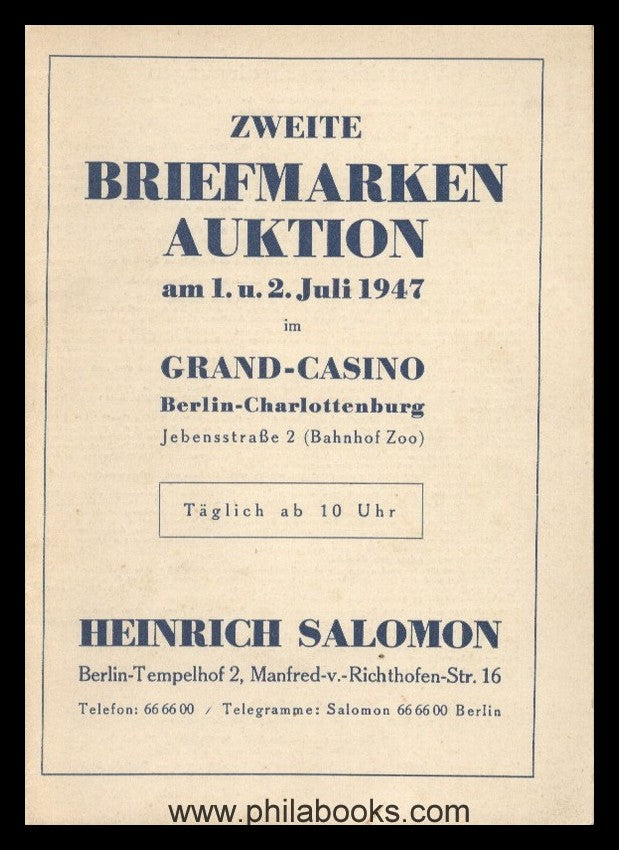 ZWEITE
BRIEFMARKEN
AUKTION
am 1. u. 2. Juli 1947
im
GRAND-CASINO
Berlin-Charlottenburg
Jebensstraße 2 (Bahnhof Zoo)
Täglich ab 10 Uhr
HEINRICH SALOMON
Berlin-Tempelhof 2, Manfred-v.-Richthofen-Str. 16
Telefon: 66 66 00 / Telegramme: Salomon 66 66 00 Berlin
www.philabooks.com